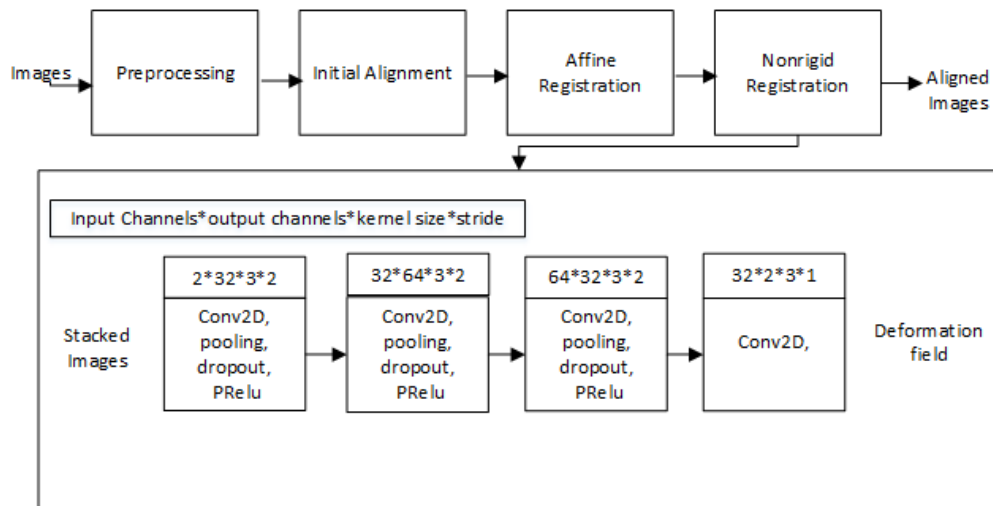 Images
Preprocessing
Initial Alignment
Affine
Registration
Nonrigid
Registration
Aligned
Images
Input Channels*output channels*kernel size*stride
Stacked
Images
2*32*3*2
Conv2D,
pooling,
dropout,
PRelu
32*64*3*2
Conv2D,
pooling,
dropout,
PRelu
64*32*3*2
Conv2D,
pooling,
dropout,
PRelu
32*2*3*1
Conv2D,
Deformation
field